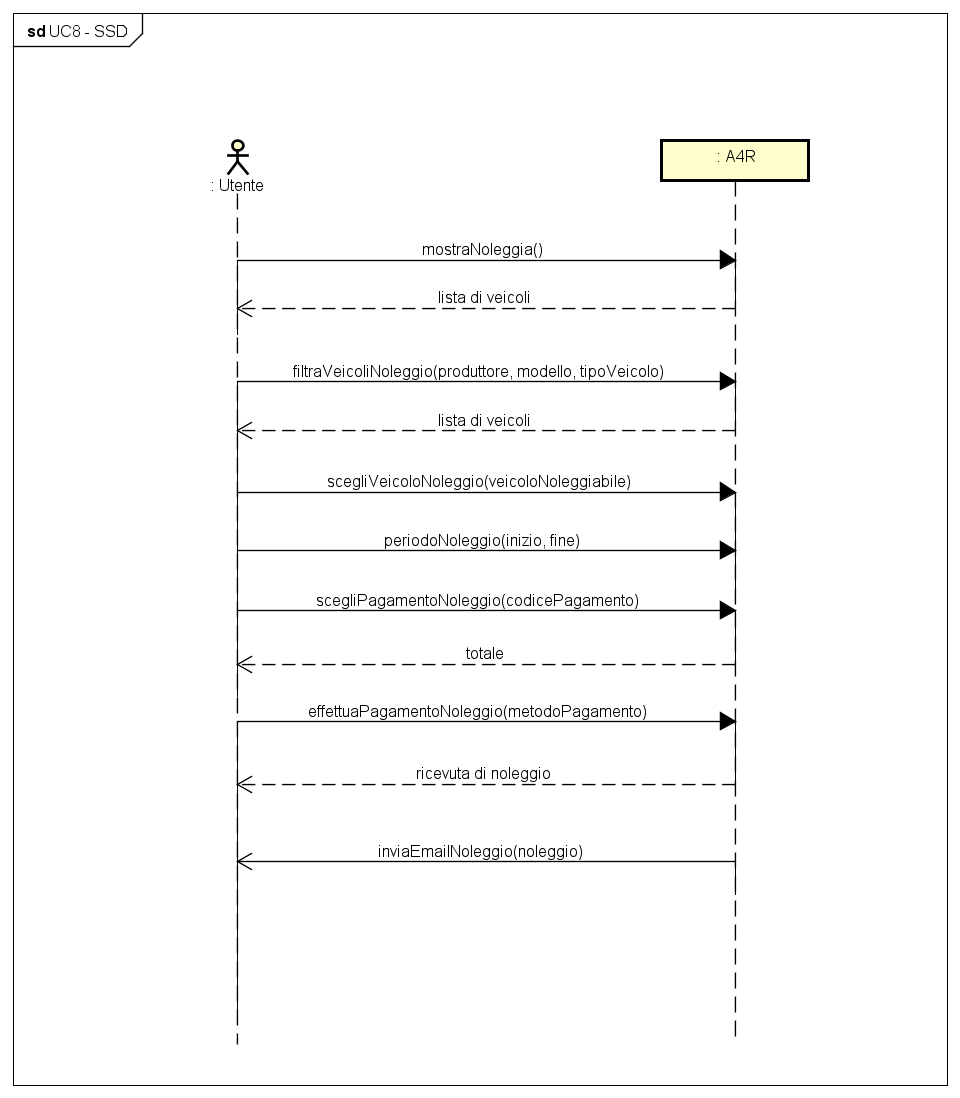 sd UC8 - SSD
: Utente
: A4R
mostraNoleggia()
lista di veicoli
filtraVeicoliNoleggio(produttore, modello, tipoVeicolo)
lista di veicoli
scegliVeicoloNoleggio(veicoloNoleggiabile)
periodoNoleggio(inizio, fine)
scegliPagamentoNoleggio(codicePagamento)
totale
effettuaPagamentoNoleggio(metodoPagamento)
ricevuta di noleggio
inviaEmailNoleggio(noleggio)